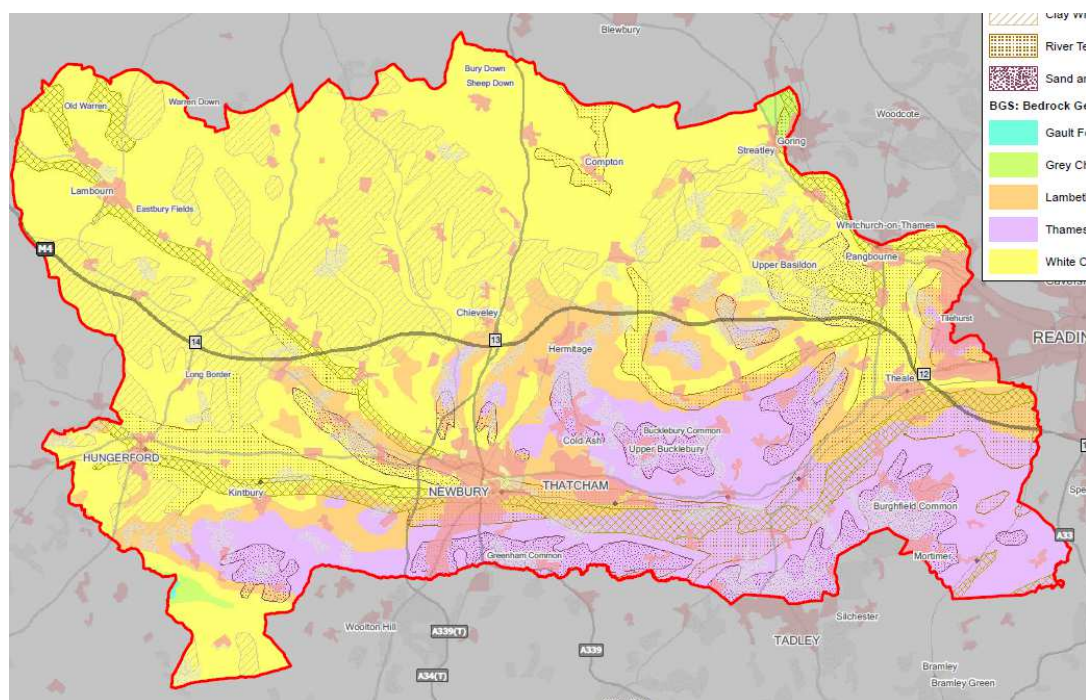 Clay W
River Te
Sand an
BGS: Bedrock Ge
Gault F
Grey Ch
Lambet
Thames
White C
Blewbury
Bury Down
Sheep Down
Old Warren
Warren Down
Woodcote
Goring
Streatley
Compton
Lambourn
Eastbury Fields
Whitchurch-on-Thames
M4
Upper Basildon
Pangbourne
Chieveley
Tilehurst
14
13
Hermitage
READIN
Long Border
12
Theale
Cold Ash
Bucklebury Common
Upper Bucklebury
HUNGERFORD
Kintbury
NEWBURY
THATCHAM
Spe
Burghfield Common
A33
Greenham Common
Mortimer
Silchester
Woolton Hill
A339(T)
A339
TADLEY
A34(T)
Bramley
Bramley Green